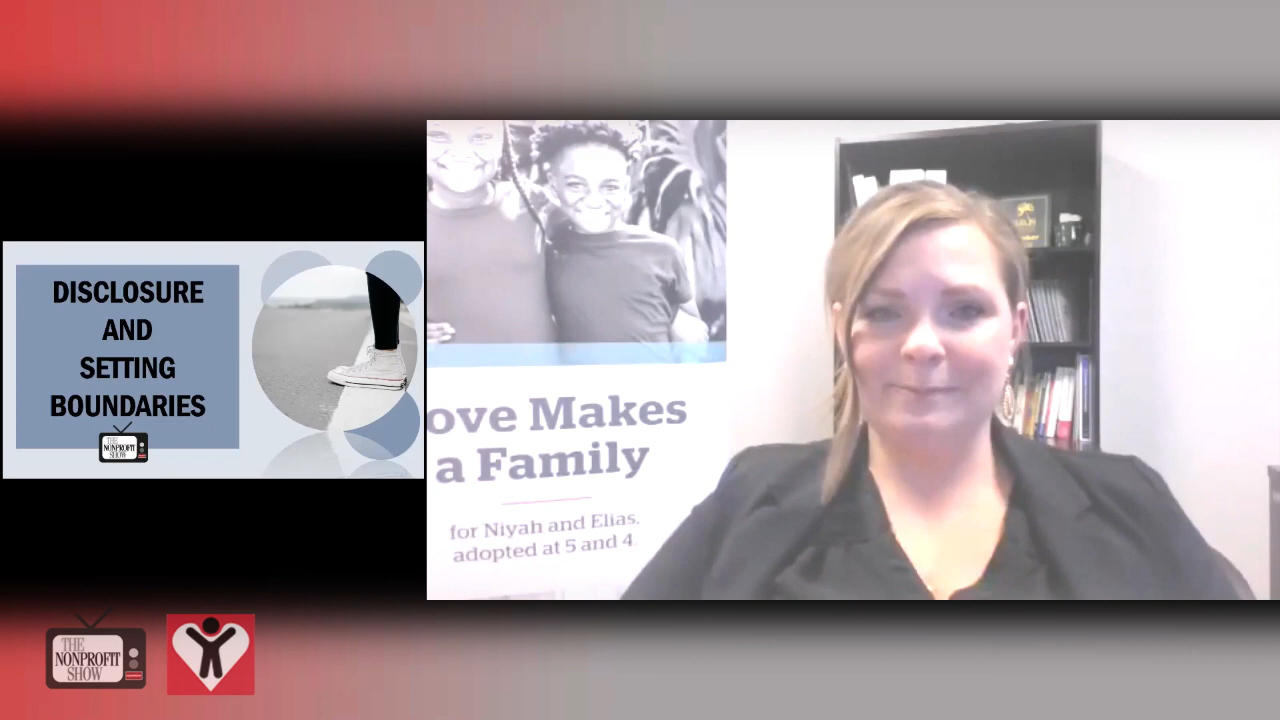 DISCLOSURE
AND
SETTING
BOUNDARIES
THE
NONPROFIT
SHOW
ove Makes
a Family
for Niyah and Elias,
adopted at 5 and 4.
THE
NONPROFIT
SHOW